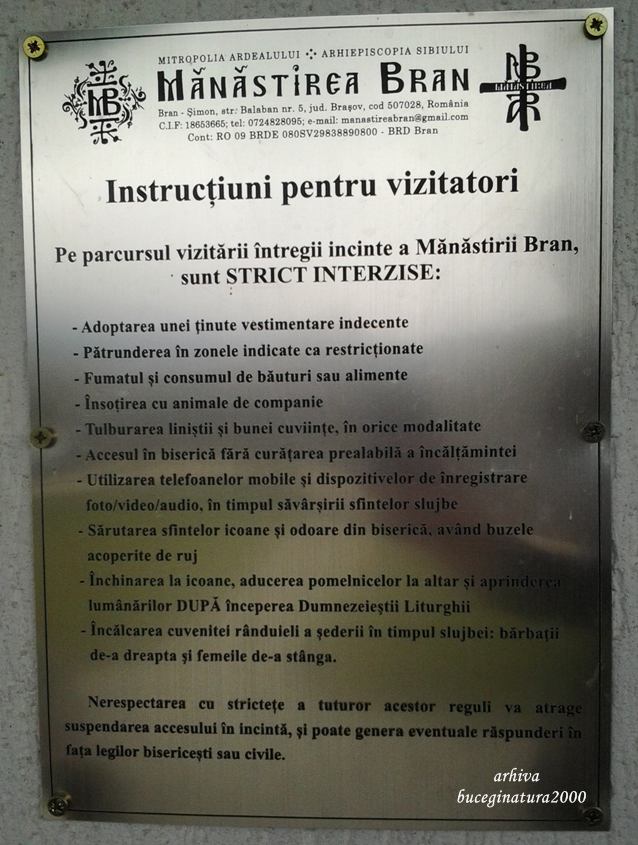 MITROPOLIA ARDEALULUI ARHIEPISCOPIA SIBIULUI
MB MĂNĂSTIREA BRAN MĂNĂSTIREA
Bran - Șimon, str. Balaban nr. 5, jud. Brașov, cod 507028, România
C.I.F: 18653665; tel: 0724828095; e-mail: manastireabran@gmail.com
Cont: RO 09 BRDE 080SV29838890800 - BRD Bran
Instrucțiuni pentru vizitatori
Pe parcursul vizitării întregii incinte a Mănăstirii Bran,
sunt STRICT INTERZISE:
- Adoptarea unei ținute vestimentare indecente
- Pătrunderea în zonele indicate ca restricționate
- Fumatul și consumul de băuturi sau alimente
- Însoțirea cu animale de companie
- Tulburarea liniștii și bunei cuviințe, în orice modalitate
- Accesul în biserică fără curățarea prealabilă a încălțămintei
- Utilizarea telefoanelor mobile și dispozitivelor de înregistrare
foto/video/audio, în timpul săvârșirii sfintelor slujbe
- Sărutarea sfintelor icoane și odoare din biserică, având buzele
acoperite de ruj
- Închinarea la icoane, aducerea pomelnicelor la altar și aprinderea
lumânărilor DUPĂ începerea Dumnezeieștii Liturghii
- Încălcarea cuvenitei rânduieli a șederii în timpul slujbei: bărbații
de-a dreapta și femeile de-a stânga.
Nerespectarea cu strictețe a tuturor acestor reguli va atrage
suspendarea accesului în incintă, și poate genera eventuale răspunderi în
fața legilor bisericești sau civile.
arhiva
buceginatura2000